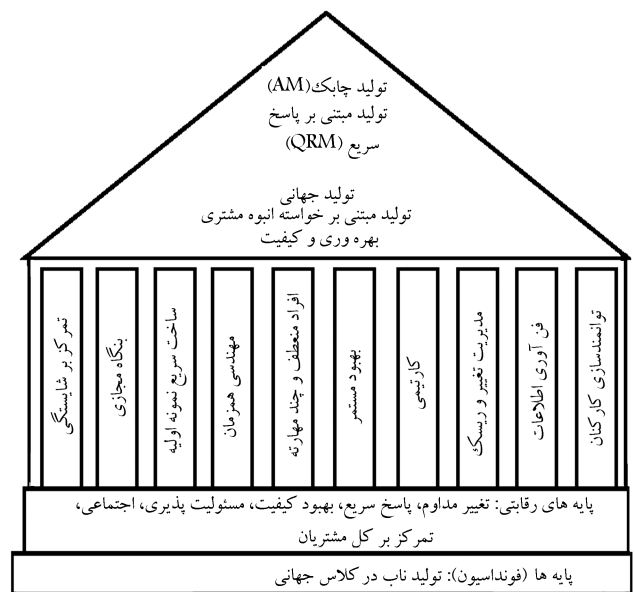 تولید چابک(AM)
تولید مبتنی بر پاسخ
سریع (QRM)
تولید جهانی
تولید مبتنی بر خواسته انبوه مشتری
بهره وری و کیفیت
توانمندسازی کارکنان
فن آوری اطلاعات
مدیریت تغییر و ریسک
کارتیمی
بهبود مستمر
افراد منعطف و چند مهارته
مهندسی همزمان
ساخت سریع نمونه اولیه
بنگاه مجازی
تمرکز بر شایستگی
پایه های رقابتی: تغییر مداوم، پاسخ سریع، بهبود کیفیت، مسئولیت پذیری، اجتماعی،
تمرکز بر کل مشتریان
پایه ها (فونداسیون): تولید ناب در کلاس جهانی